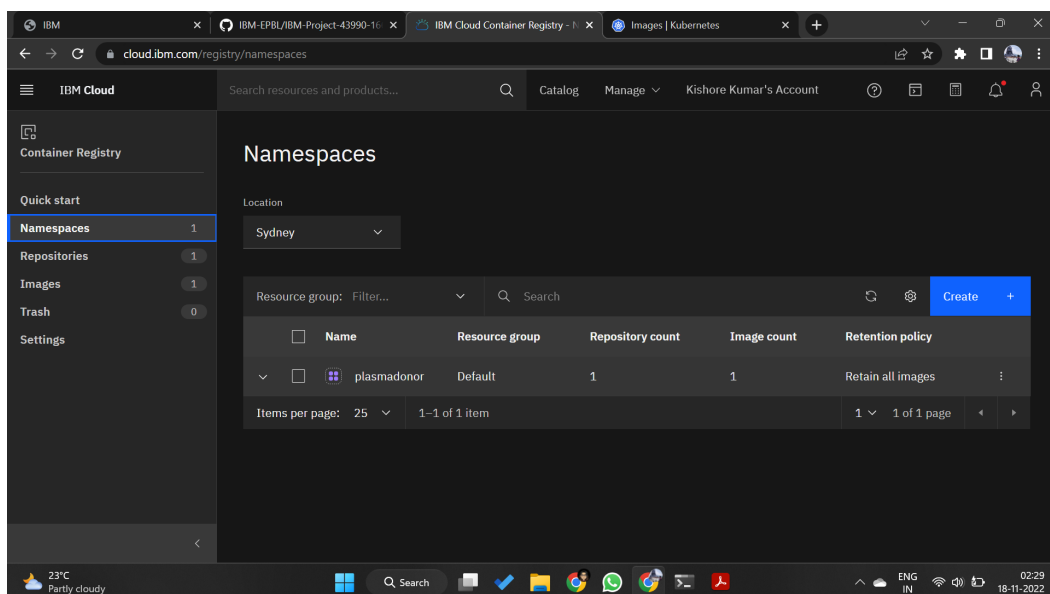 IBM
IBM-EPBL/IBM-Project-43990-16
IBM Cloud Container Registry - N
Images | Kubernetes
cloud.ibm.com/registry/namespaces
IBM Cloud
Search resources and products...
Catalog
Manage
Kishore Kumar's Account
Container Registry
Quick start
Namespaces 1
Repositories 1
Images 1
Trash 0
Settings
Namespaces
Location
Sydney
Resource group: Filter...
Search
Create +
Name Resource group Repository count Image count Retention policy
plasmadonor Default 1 1 Retain all images
Items per page: 25 1–1 of 1 item 1 1 of 1 page
23°C
Partly cloudy
Search
ENG
IN
02:29
18-11-2022